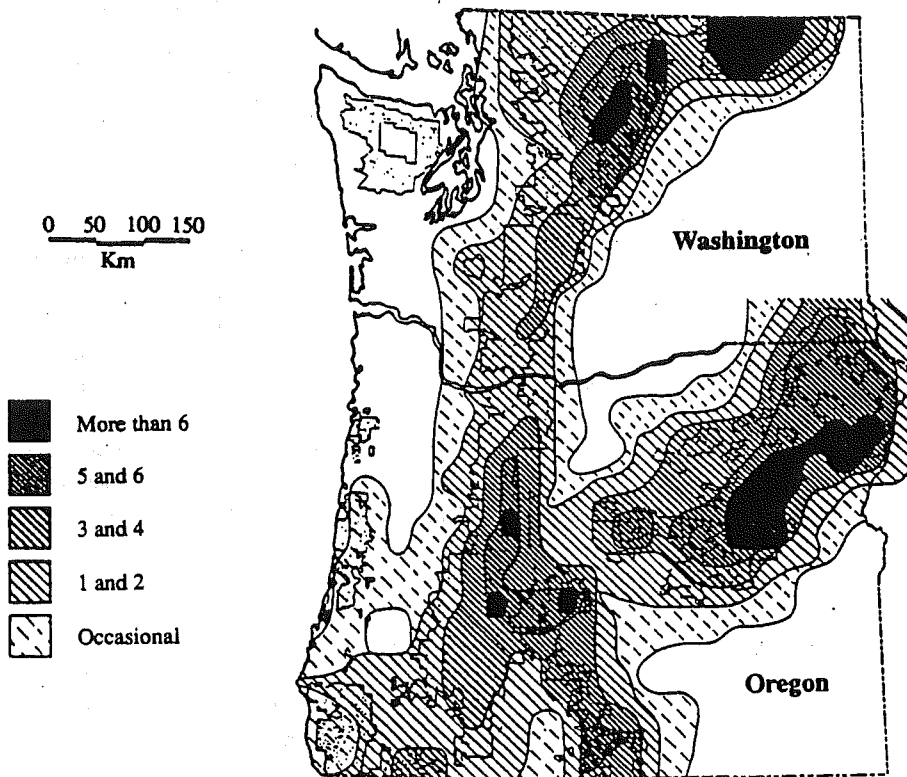 Washington
0 50 100 150
Km
More than 6
5 and 6
3 and 4
1 and 2
Occasional
Oregon